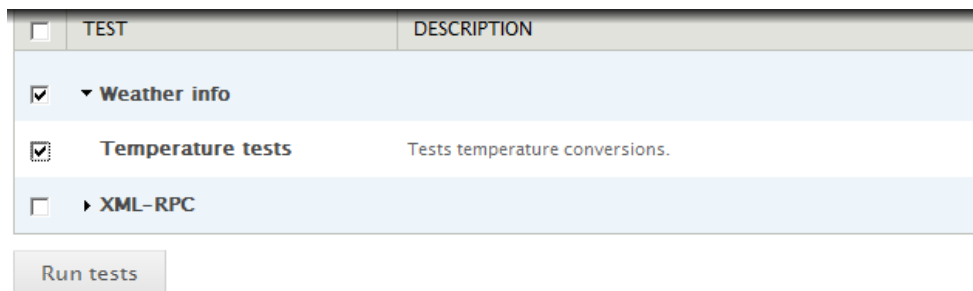 TEST DESCRIPTION
Weather info
Temperature tests Tests temperature conversions.
XML-RPC
Run tests